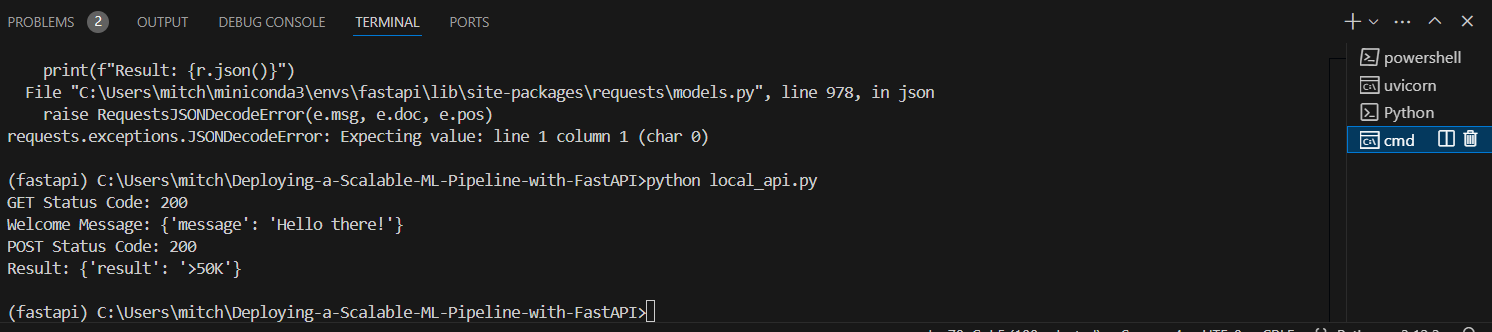 PROBLEMS 2 OUTPUT DEBUG CONSOLE TERMINAL PORTS
print(f"Result: {r.json()}")
File "C:\Users\mitch\miniconda3\envs\fastapi\lib\site-packages\requests\models.py", line 978, in json
raise RequestsJSONDecodeError(e.msg, e.doc, e.pos)
requests.exceptions.JSONDecodeError: Expecting value: line 1 column 1 (char 0)
(fastapi) C:\Users\mitch\Deploying-a-Scalable-ML-Pipeline-with-FastAPI>python local_api.py
GET Status Code: 200
Welcome Message: {'message': 'Hello there!'}
POST Status Code: 200
Result: {'result': '>50K'}
(fastapi) C:\Users\mitch\Deploying-a-Scalable-ML-Pipeline-with-FastAPI>
powershell
uvicorn
Python
cmd